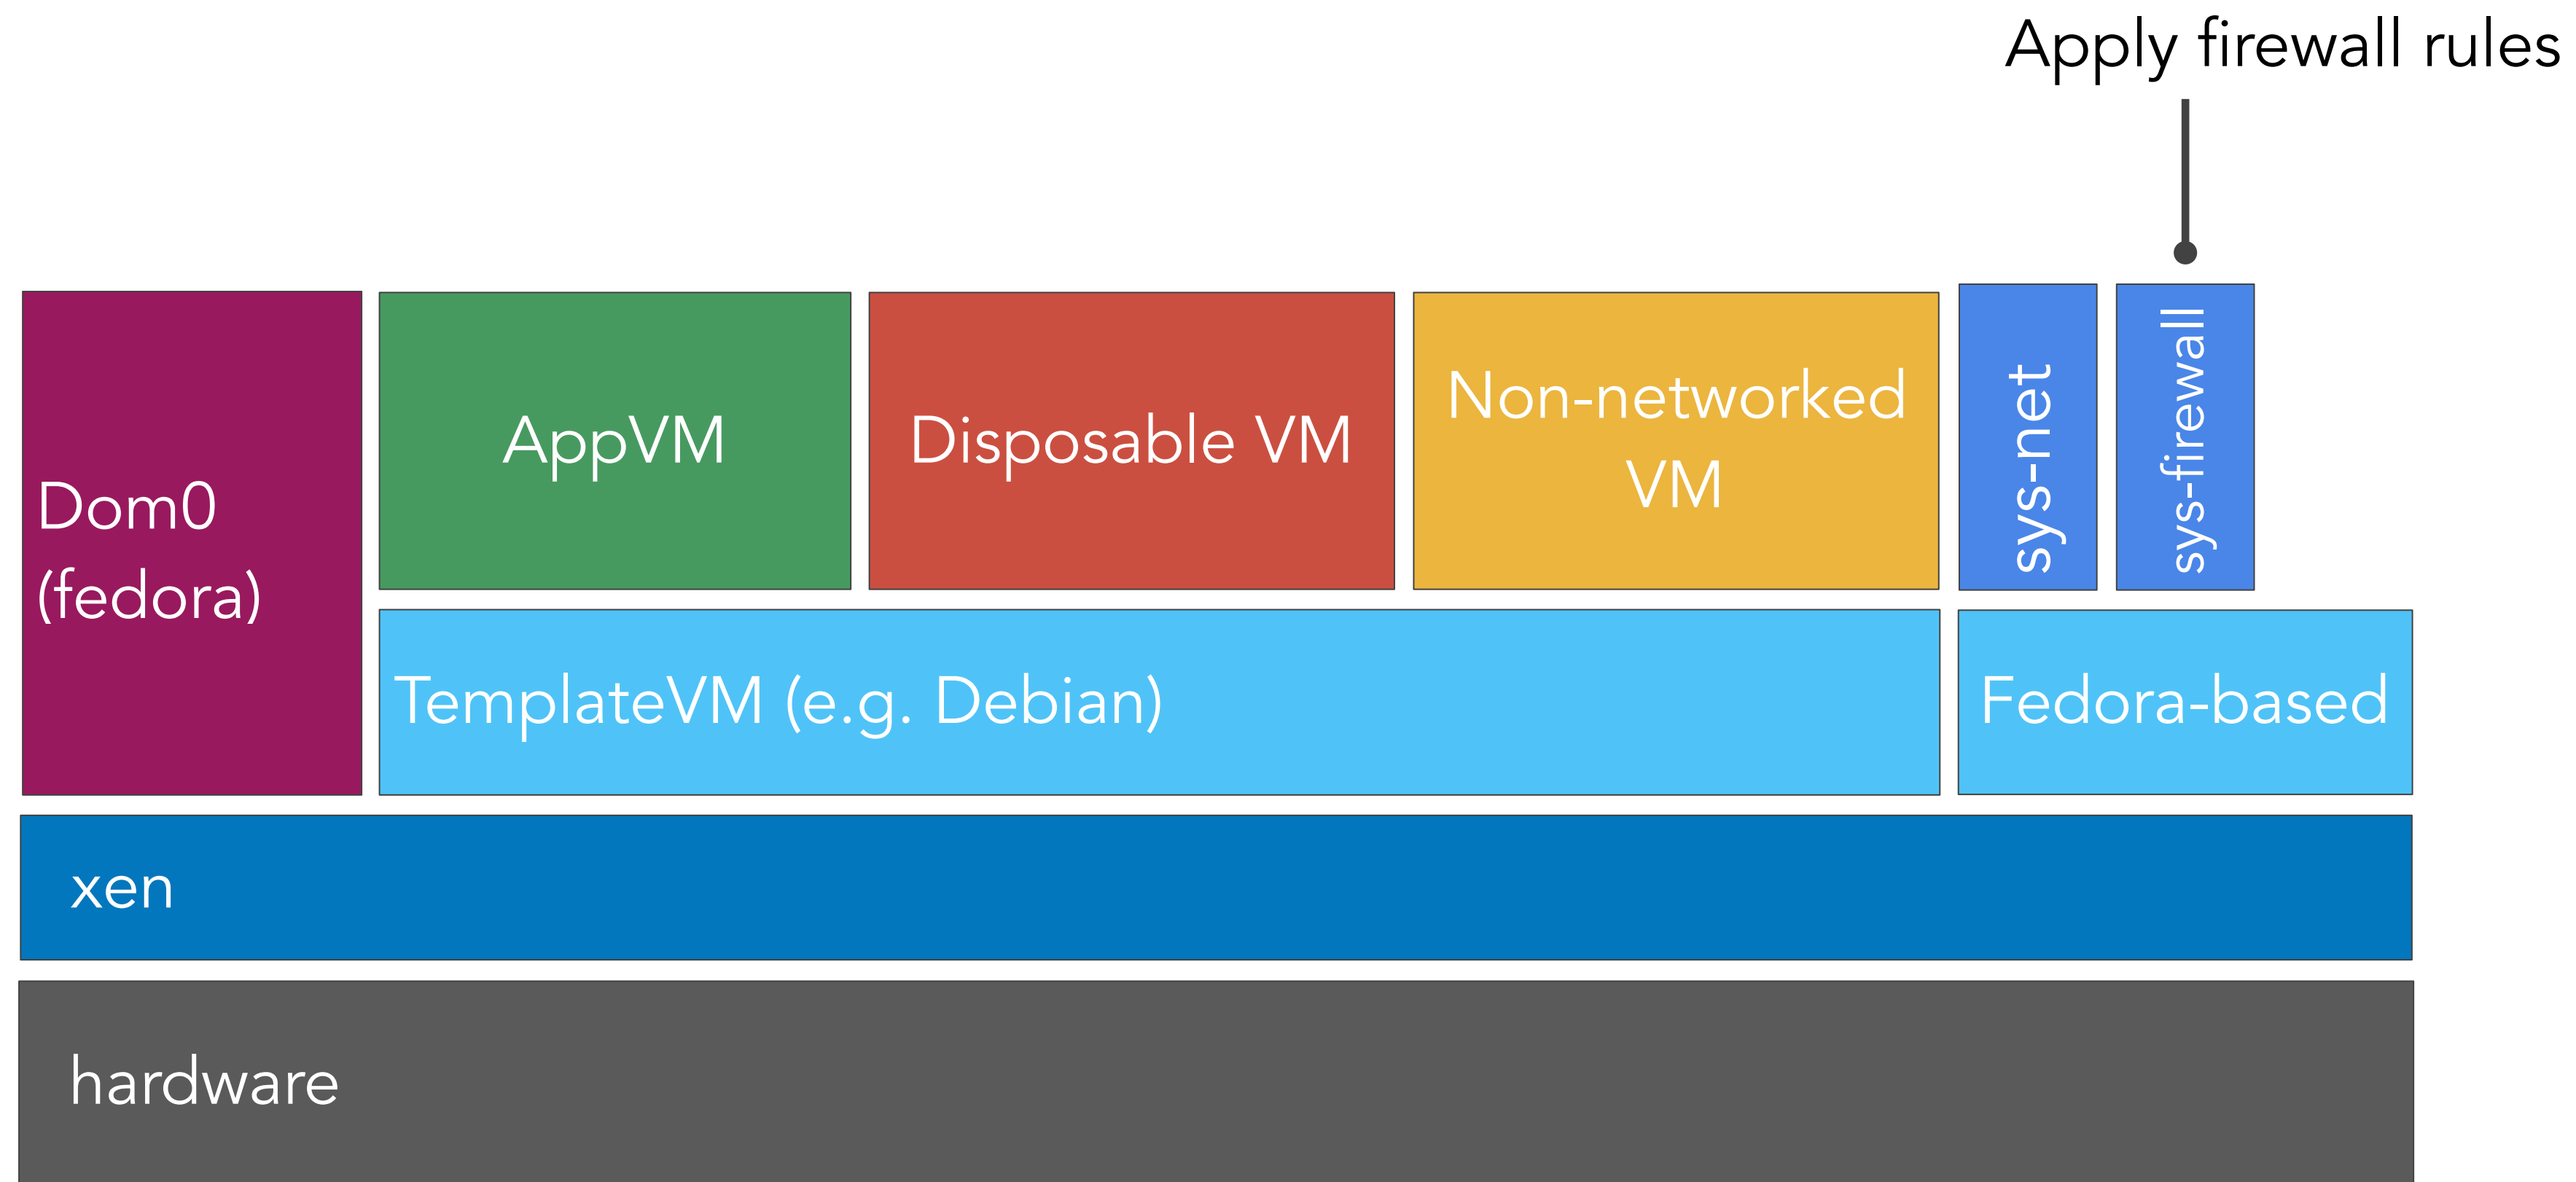 Apply firewall rules
Dom0
(fedora)
AppVM
Disposable VM
Non-networked
VM
sys-net
sys-firewall
TemplateVM (e.g. Debian)
Fedora-based
xen
hardware